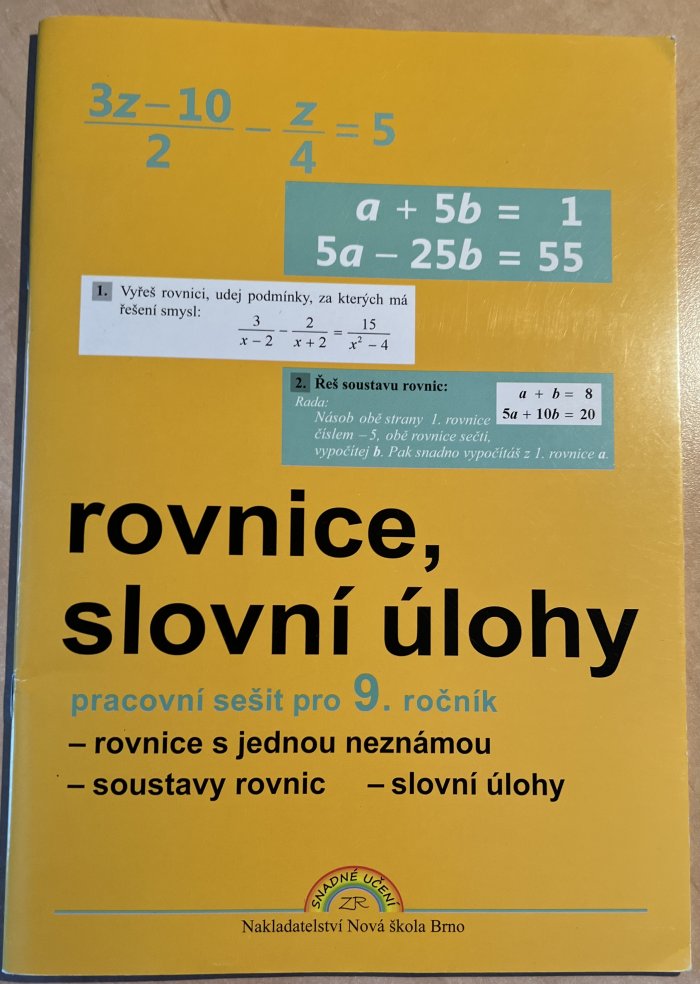 3z – 10 / 2 – z / 4 = 5
a + 5b = 1
5a – 25b = 55
1. Vyřeš rovnici, udej podmínky, za kterých má
řešení smysl:
3 / x – 2 – 2 / x + 2 = 15 / x² – 4
2. Řeš soustavu rovnic:
a + b = 8
Rada:
Násob obě strany 1. rovnice
5a + 10b = 20
číslem –5, obě rovnice sečti,
vypočítej b. Pak snadno vypočítáš z 1. rovnice a.
rovnice,
slovní úlohy
pracovní sešit pro 9. ročník
– rovnice s jednou neznámou
– soustavy rovnic – slovní úlohy
SNADNÉ UČENÍ
ZR
Nakladatelství Nová škola Brno